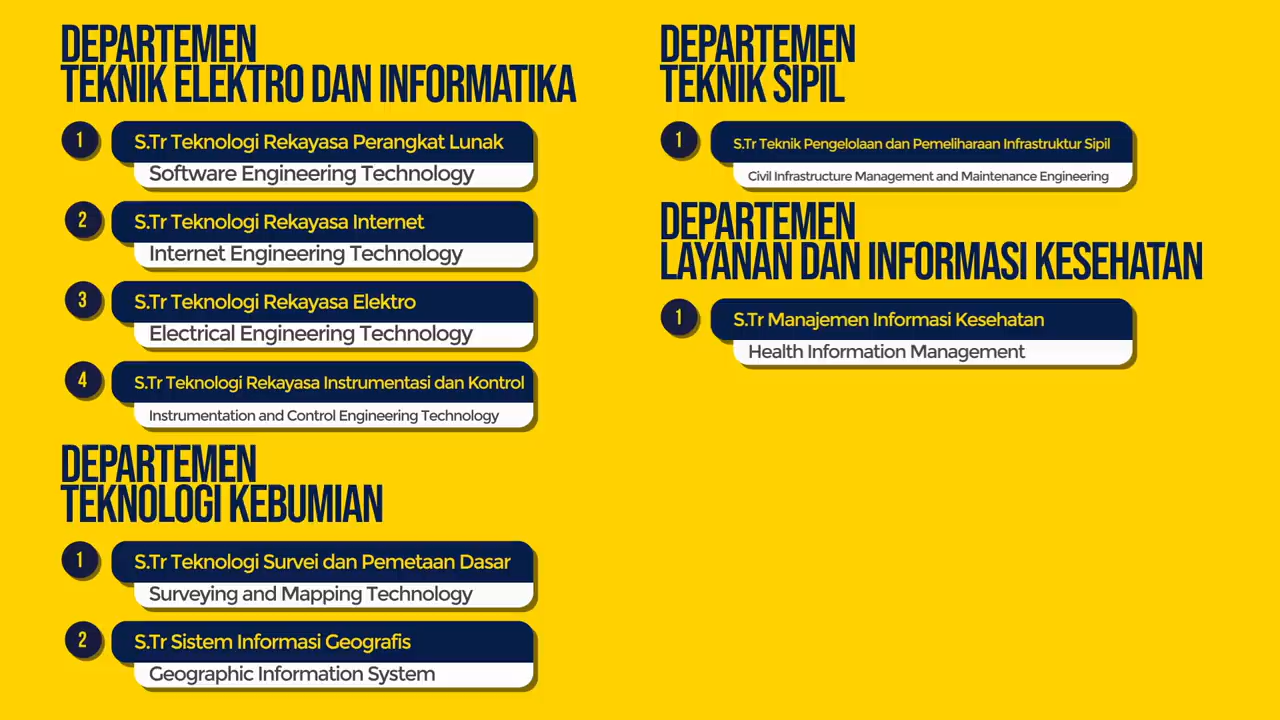 DEPARTEMEN
TEKNIK ELEKTRO DAN INFORMATIKA
1
S.Tr Teknologi Rekayasa Perangkat Lunak
Software Engineering Technology
2
S.Tr Teknologi Rekayasa Internet
Internet Engineering Technology
3
S.Tr Teknologi Rekayasa Elektro
Electrical Engineering Technology
4
S.Tr Teknologi Rekayasa Instrumentasi dan Kontrol
Instrumentation and Control Engineering Technology
DEPARTEMEN
TEKNOLOGI KEBUMIAN
1
S.Tr Teknologi Survei dan Pemetaan Dasar
Surveying and Mapping Technology
2
S.Tr Sistem Informasi Geografis
Geographic Information System
DEPARTEMEN
TEKNIK SIPIL
1
S.Tr Teknik Pengelolaan dan Pemeliharaan Infrastruktur Sipil
Civil Infrastructure Management and Maintenance Engineering
DEPARTEMEN
LAYANAN DAN INFORMASI KESEHATAN
1
S.Tr Manajemen Informasi Kesehatan
Health Information Management